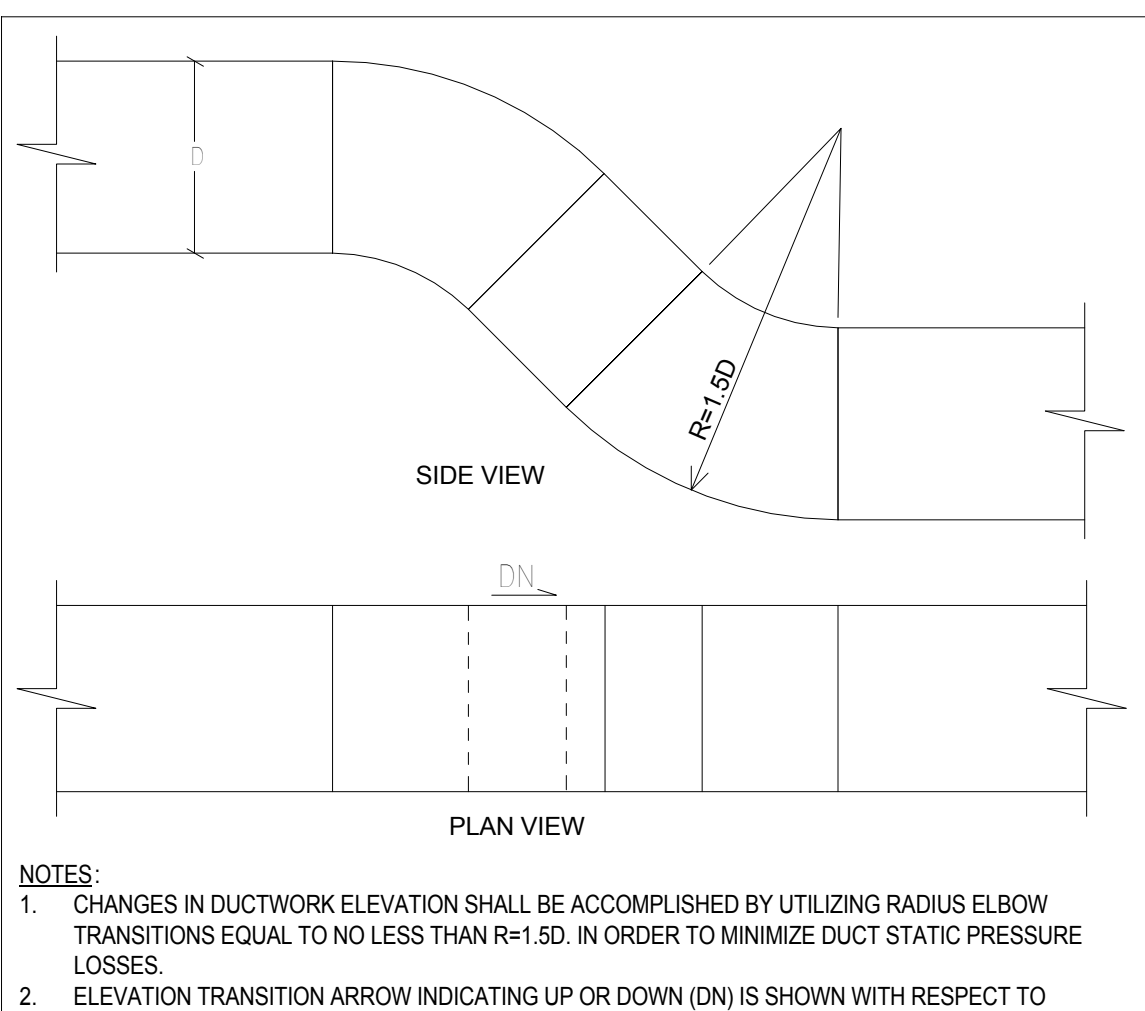 D
R=1.5D
SIDE VIEW
DN
PLAN VIEW
NOTES:
1. CHANGES IN DUCTWORK ELEVATION SHALL BE ACCOMPLISHED BY UTILIZING RADIUS ELBOW
TRANSITIONS EQUAL TO NO LESS THAN R=1.5D. IN ORDER TO MINIMIZE DUCT STATIC PRESSURE
LOSSES.
2. ELEVATION TRANSITION ARROW INDICATING UP OR DOWN (DN) IS SHOWN WITH RESPECT TO